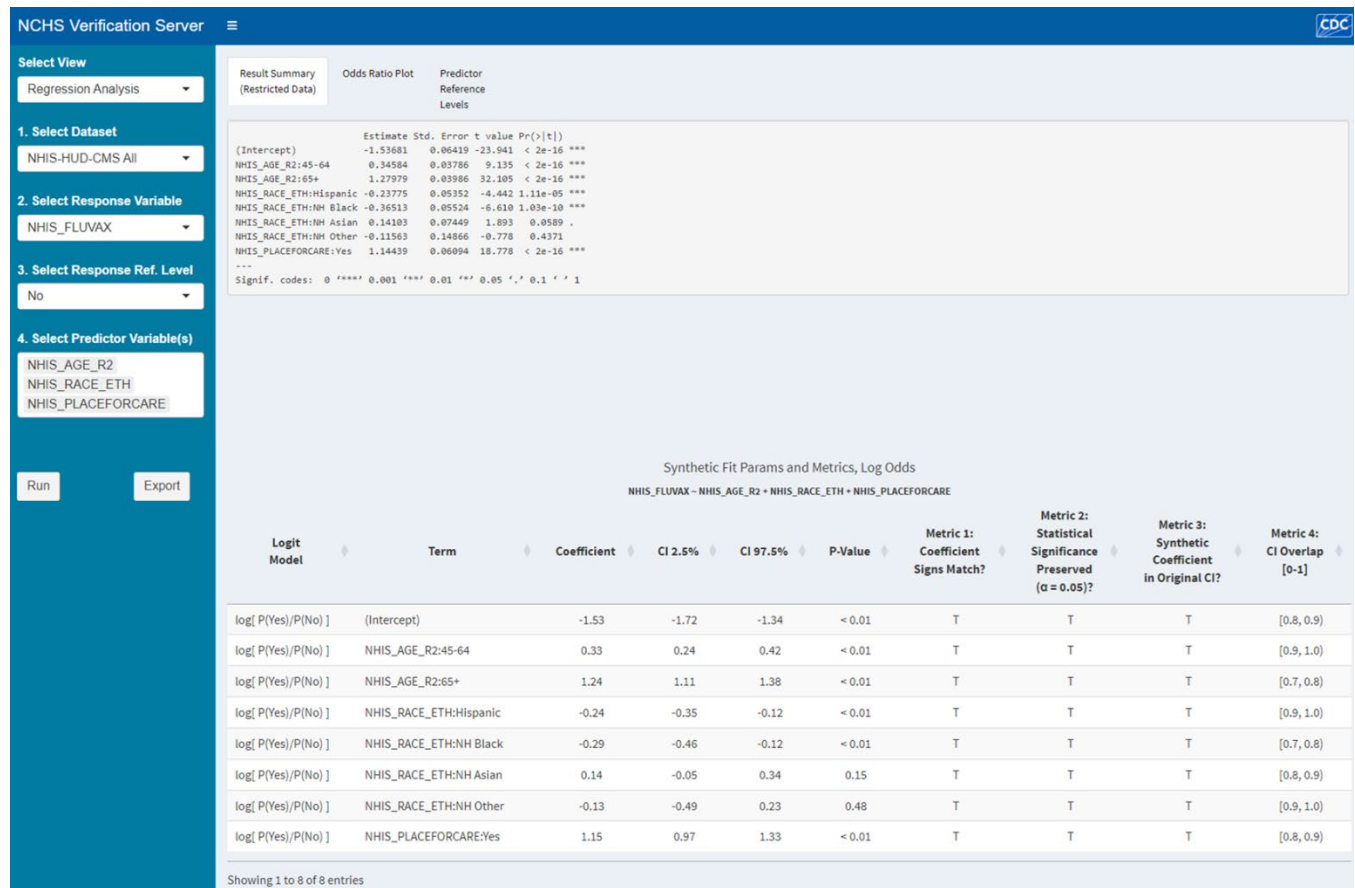 NCHS Verification Server
CDC
Select View
Regression Analysis
1. Select Dataset
NHIS-HUD-CMS All
2. Select Response Variable
NHIS_FLUVAX
3. Select Response Ref. Level
No
4. Select Predictor Variable(s)
NHIS_AGE_R2
NHIS_RACE_ETH
NHIS_PLACEFORCARE
Run Export
Result Summary
(Restricted Data)
Odds Ratio Plot
Predictor
Reference
Levels
Estimate Std. Error t value Pr(>|t|)
(Intercept) -1.53681 0.06419 -23.941 < 2e-16 ***
NHIS_AGE_R2:45-64 0.34584 0.03786 9.135 < 2e-16 ***
NHIS_AGE_R2:65+ 1.27979 0.03986 32.105 < 2e-16 ***
NHIS_RACE_ETH:Hispanic -0.23775 0.05352 -4.442 1.11e-05 ***
NHIS_RACE_ETH:NH Black -0.36513 0.05524 -6.610 1.03e-10 ***
NHIS_RACE_ETH:NH Asian 0.14103 0.07449 1.893 0.0589 .
NHIS_RACE_ETH:NH Other -0.11563 0.14866 -0.778 0.4371
NHIS_PLACEFORCARE:Yes 1.14439 0.06094 18.778 < 2e-16 ***
---
Signif. codes: 0 ‘***’ 0.001 ‘**’ 0.01 ‘*’ 0.05 ‘.’ 0.1 ‘ ’ 1
Synthetic Fit Params and Metrics, Log Odds
NHIS_FLUVAX ~ NHIS_AGE_R2 + NHIS_RACE_ETH + NHIS_PLACEFORCARE
Logit
Model
Term
Coefficient
CI 2.5%
CI 97.5%
P-Value
Metric 1:
Coefficient
Signs Match?
Metric 2:
Statistical
Significance
Preserved
(α = 0.05)?
Metric 3:
Synthetic
Coefficient
in Original CI?
Metric 4:
CI Overlap
[0-1]
log[ P(Yes)/P(No) ] (Intercept) -1.53 -1.72 -1.34 < 0.01 T T T [0.8, 0.9)
log[ P(Yes)/P(No) ] NHIS_AGE_R2:45-64 0.33 0.24 0.42 < 0.01 T T T [0.9, 1.0)
log[ P(Yes)/P(No) ] NHIS_AGE_R2:65+ 1.24 1.11 1.38 < 0.01 T T T [0.7, 0.8)
log[ P(Yes)/P(No) ] NHIS_RACE_ETH:Hispanic -0.24 -0.35 -0.12 < 0.01 T T T [0.9, 1.0)
log[ P(Yes)/P(No) ] NHIS_RACE_ETH:NH Black -0.29 -0.46 -0.12 < 0.01 T T T [0.7, 0.8)
log[ P(Yes)/P(No) ] NHIS_RACE_ETH:NH Asian 0.14 -0.05 0.34 0.15 T T T [0.8, 0.9)
log[ P(Yes)/P(No) ] NHIS_RACE_ETH:NH Other -0.13 -0.49 0.23 0.48 T T T [0.9, 1.0)
log[ P(Yes)/P(No) ] NHIS_PLACEFORCARE:Yes 1.15 0.97 1.33 < 0.01 T T T [0.8, 0.9)
Showing 1 to 8 of 8 entries